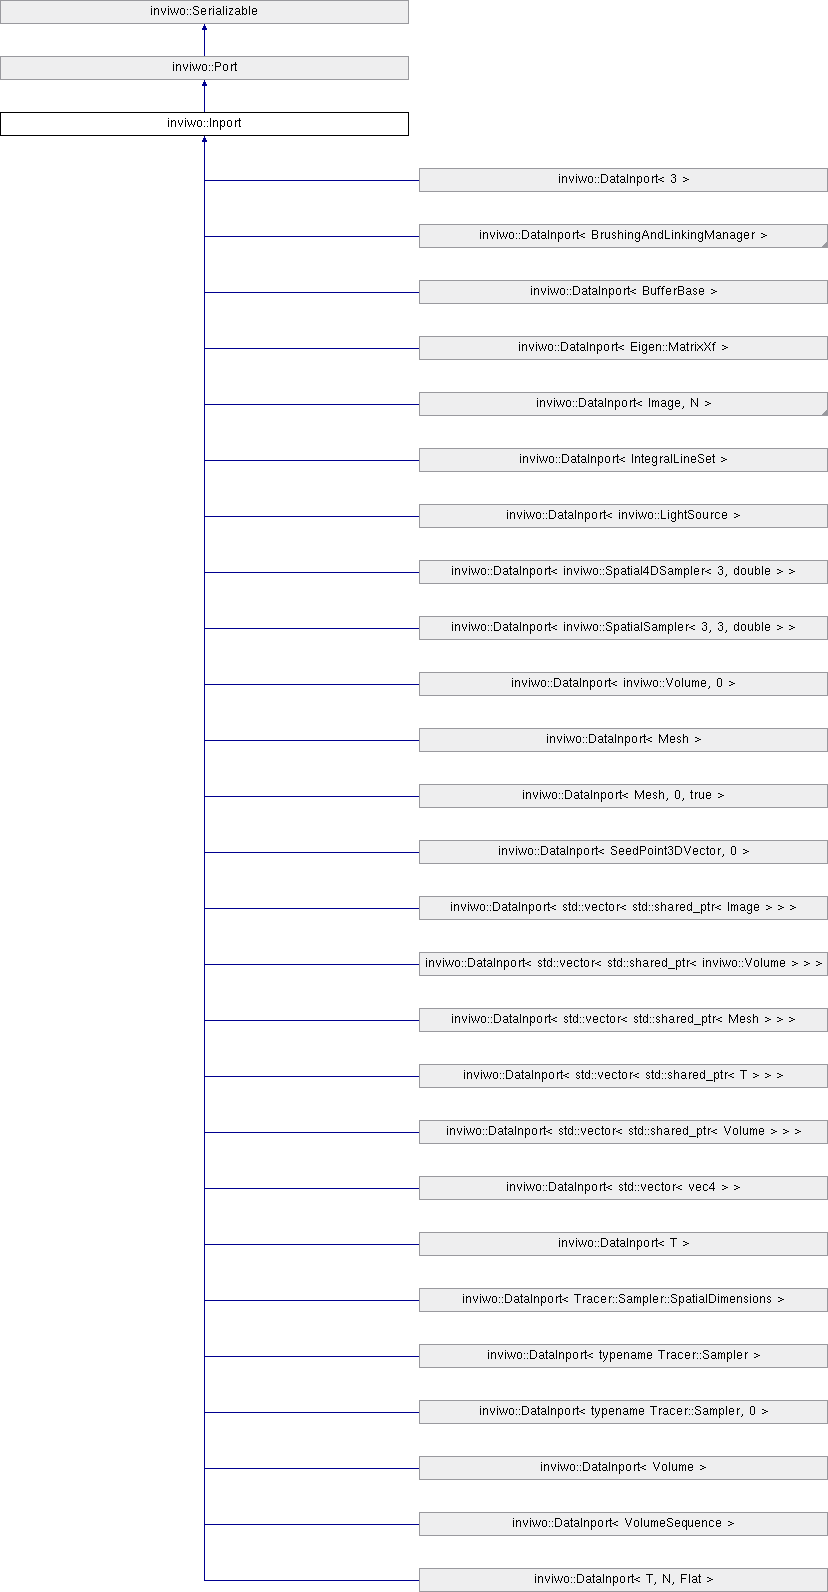 inviwo::Serializable
inviwo::Port
inviwo::Inport
inviwo::DataInport< 3 >
inviwo::DataInport< BrushingAndLinkingManager >
inviwo::DataInport< BufferBase >
inviwo::DataInport< Eigen::MatrixXf >
inviwo::DataInport< Image, N >
inviwo::DataInport< IntegralLineSet >
inviwo::DataInport< inviwo::LightSource >
inviwo::DataInport< inviwo::Spatial4DSampler< 3, double > >
inviwo::DataInport< inviwo::SpatialSampler< 3, 3, double > >
inviwo::DataInport< inviwo::Volume, 0 >
inviwo::DataInport< Mesh >
inviwo::DataInport< Mesh, 0, true >
inviwo::DataInport< SeedPoint3DVector, 0 >
inviwo::DataInport< std::vector< std::shared_ptr< Image > > >
inviwo::DataInport< std::vector< std::shared_ptr< inviwo::Volume > > >
inviwo::DataInport< std::vector< std::shared_ptr< Mesh > > >
inviwo::DataInport< std::vector< std::shared_ptr< T > > >
inviwo::DataInport< std::vector< std::shared_ptr< Volume > > >
inviwo::DataInport< std::vector< vec4 > >
inviwo::DataInport< T >
inviwo::DataInport< Tracer::Sampler::SpatialDimensions >
inviwo::DataInport< typename Tracer::Sampler >
inviwo::DataInport< typename Tracer::Sampler, 0 >
inviwo::DataInport< Volume >
inviwo::DataInport< VolumeSequence >
inviwo::DataInport< T, N, Flat >